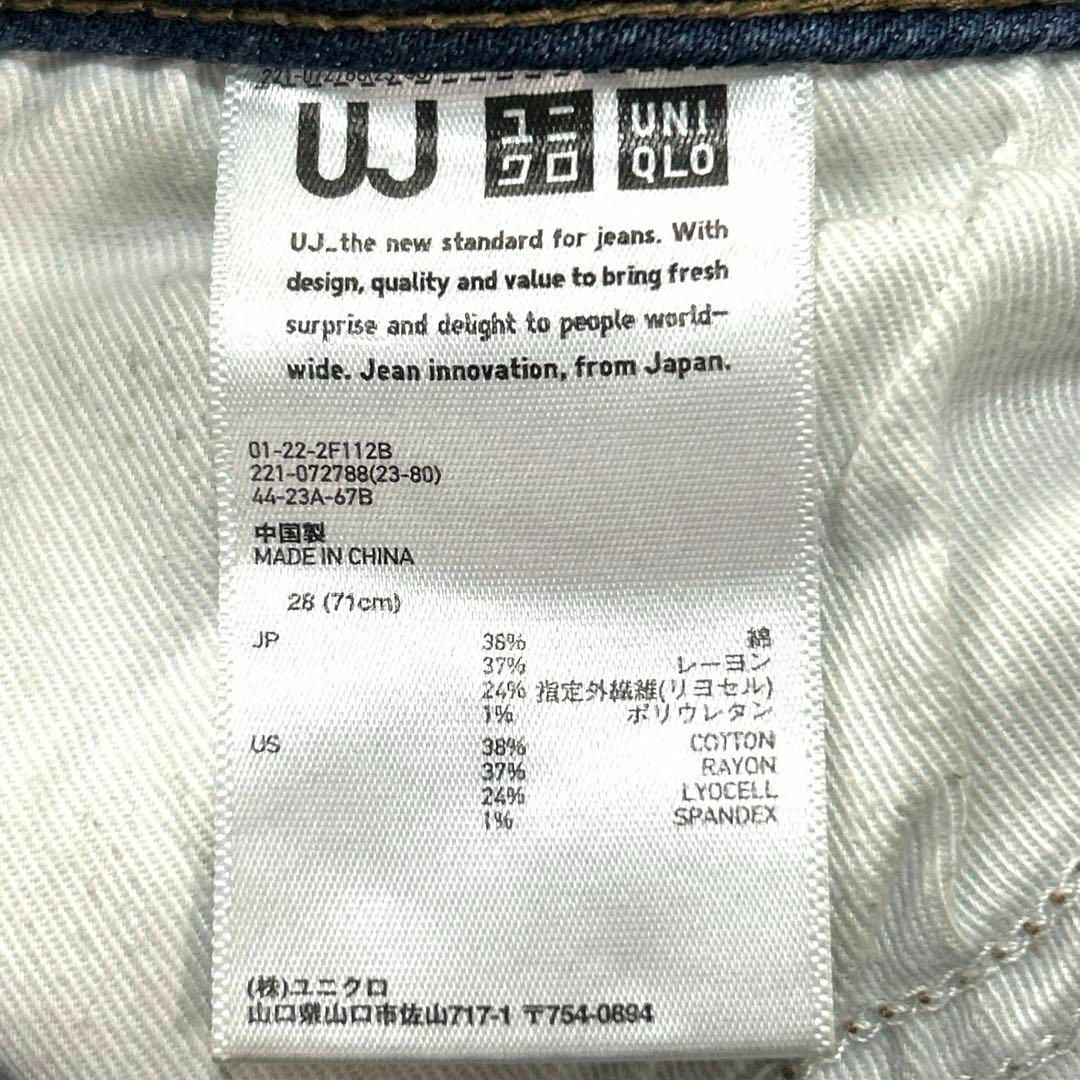 221-072788(23-80)
UJ ユニクロ UNIQLO
UJ_the new standard for jeans. With
design, quality and value to bring fresh
surprise and delight to people world-
wide. Jean innovation, from Japan.
01-22-2F112B
221-072788(23-80)
44-23A-67B
中国製
MADE IN CHINA
28 (71cm)
JP 38% 綿
37% レーヨン
24% 指定外繊維(リヨセル)
1% ポリウレタン
US 38% COTTON
37% RAYON
24% LYOCELL
1% SPANDEX
(株)ユニクロ
山口県山口市佐山717-1 〒754-0894